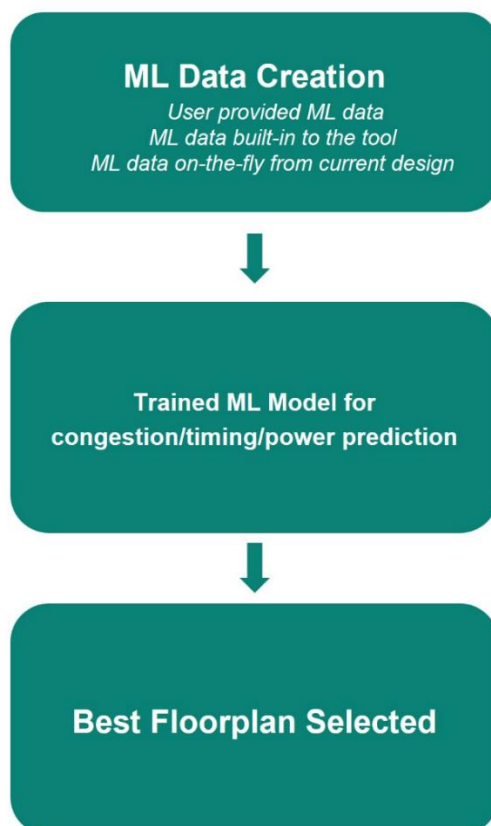 ML Data Creation
User provided ML data
ML data built-in to the tool
ML data on-the-fly from current design
Trained ML Model for
congestion/timing/power prediction
Best Floorplan Selected